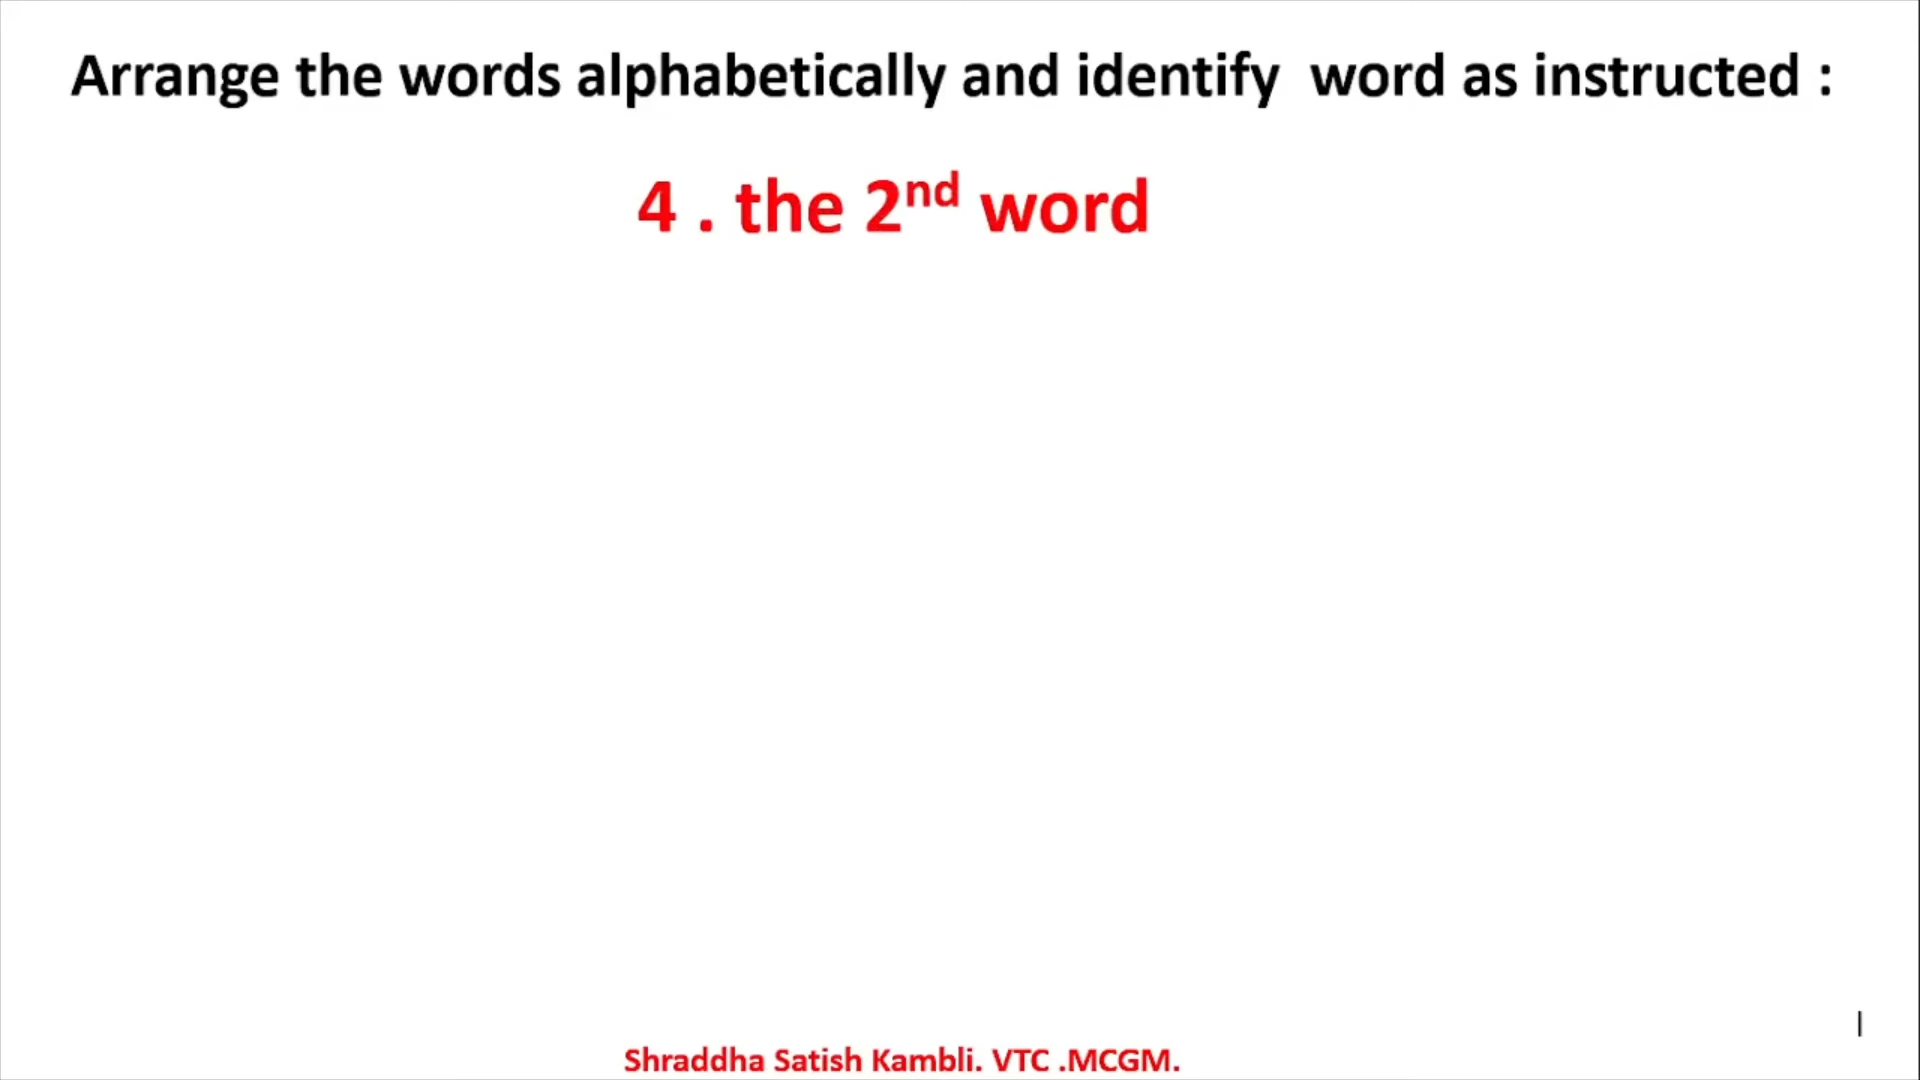 Arrange the words alphabetically and identify  word as instructed :
4 . the 2nd word
Shraddha Satish Kambli. VTC .MCGM.